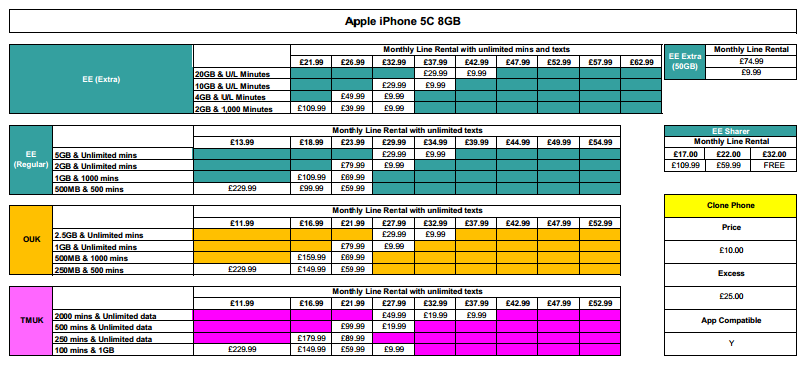 Apple iPhone 5C 8GB
Monthly Line Rental with unlimited mins and texts
£21.99 £26.99 £32.99 £37.99 £42.99 £47.99 £52.99 £57.99 £62.99
EE (Extra)
20GB & U/L Minutes £29.99 £9.99
10GB & U/L Minutes £29.99 £9.99
4GB & U/L Minutes £49.99 £9.99
2GB & 1,000 Minutes £109.99 £39.99 £9.99
EE Extra (50GB)
Monthly Line Rental
£74.99
£9.99
EE (Regular)
Monthly Line Rental with unlimited texts
£13.99 £18.99 £23.99 £29.99 £34.99 £39.99 £44.99 £49.99 £54.99
5GB & Unlimited mins £29.99 £9.99
2GB & Unlimited mins £79.99 £9.99
1GB & 1000 mins £109.99 £69.99
500MB & 500 mins £229.99 £99.99 £59.99
EE Sharer
Monthly Line Rental
£17.00 £22.00 £32.00
£109.99 £59.99 FREE
OUK
Monthly Line Rental with unlimited texts
£11.99 £16.99 £21.99 £27.99 £32.99 £37.99 £42.99 £47.99 £52.99
2.5GB & Unlimited mins £29.99 £9.99
1GB & Unlimited mins £79.99 £9.99
500MB & 1000 mins £159.99 £69.99
250MB & 500 mins £229.99 £149.99 £59.99
Clone Phone
Price
£10.00
Excess
£25.00
App Compatible
Y
TMUK
Monthly Line Rental with unlimited texts
£11.99 £16.99 £21.99 £27.99 £32.99 £37.99 £42.99 £47.99 £52.99
2000 mins & Unlimited data £49.99 £19.99 £9.99
500 mins & Unlimited data £99.99 £19.99
250 mins & Unlimited data £179.99 £89.99
100 mins & 1GB £229.99 £149.99 £59.99 £9.99